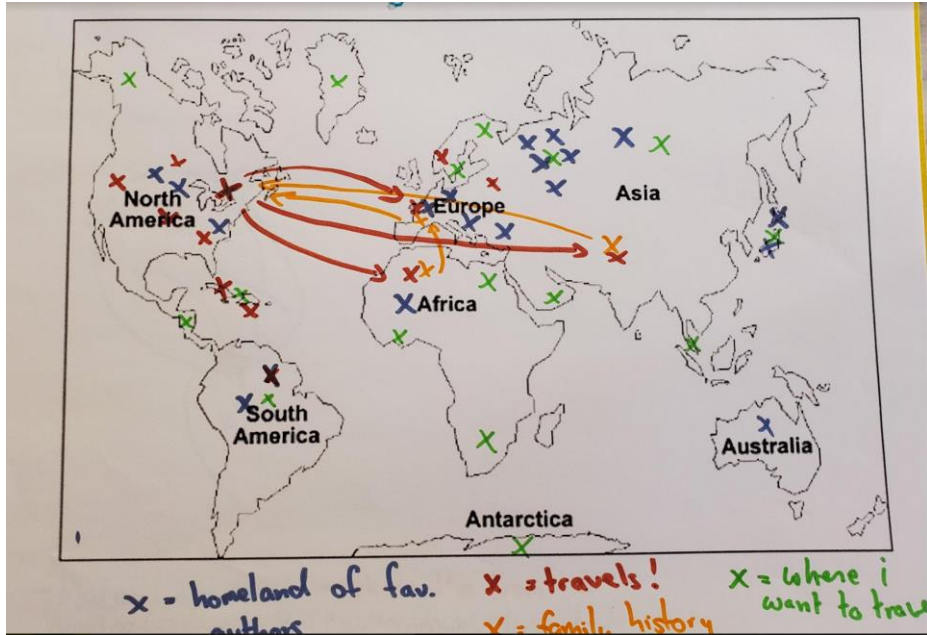 North
America
Europe
Asia
Africa
South
America
Australia
Antarctica
X = homeland of fav.
authors
X = travels!
X = family history
X = where i
want to trav